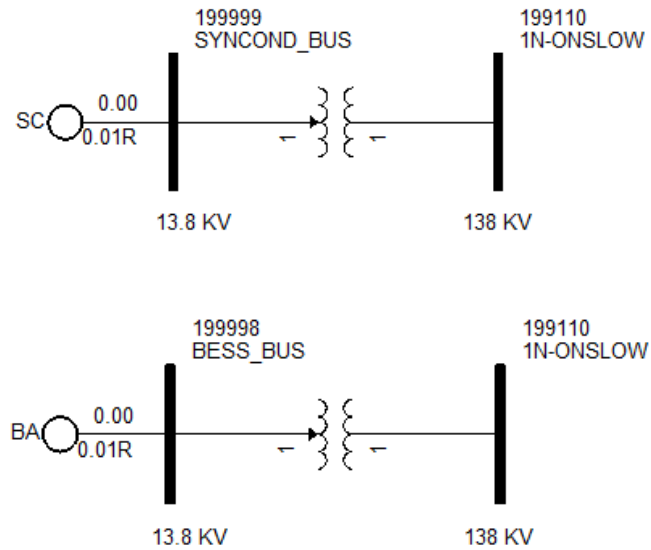 199999
SYNCOND_BUS
199110
1N-ONSLOW
SC
0.00
0.01R
1
1
13.8 KV
138 KV
199998
BESS_BUS
199110
1N-ONSLOW
BA
0.00
0.01R
1
1
13.8 KV
138 KV